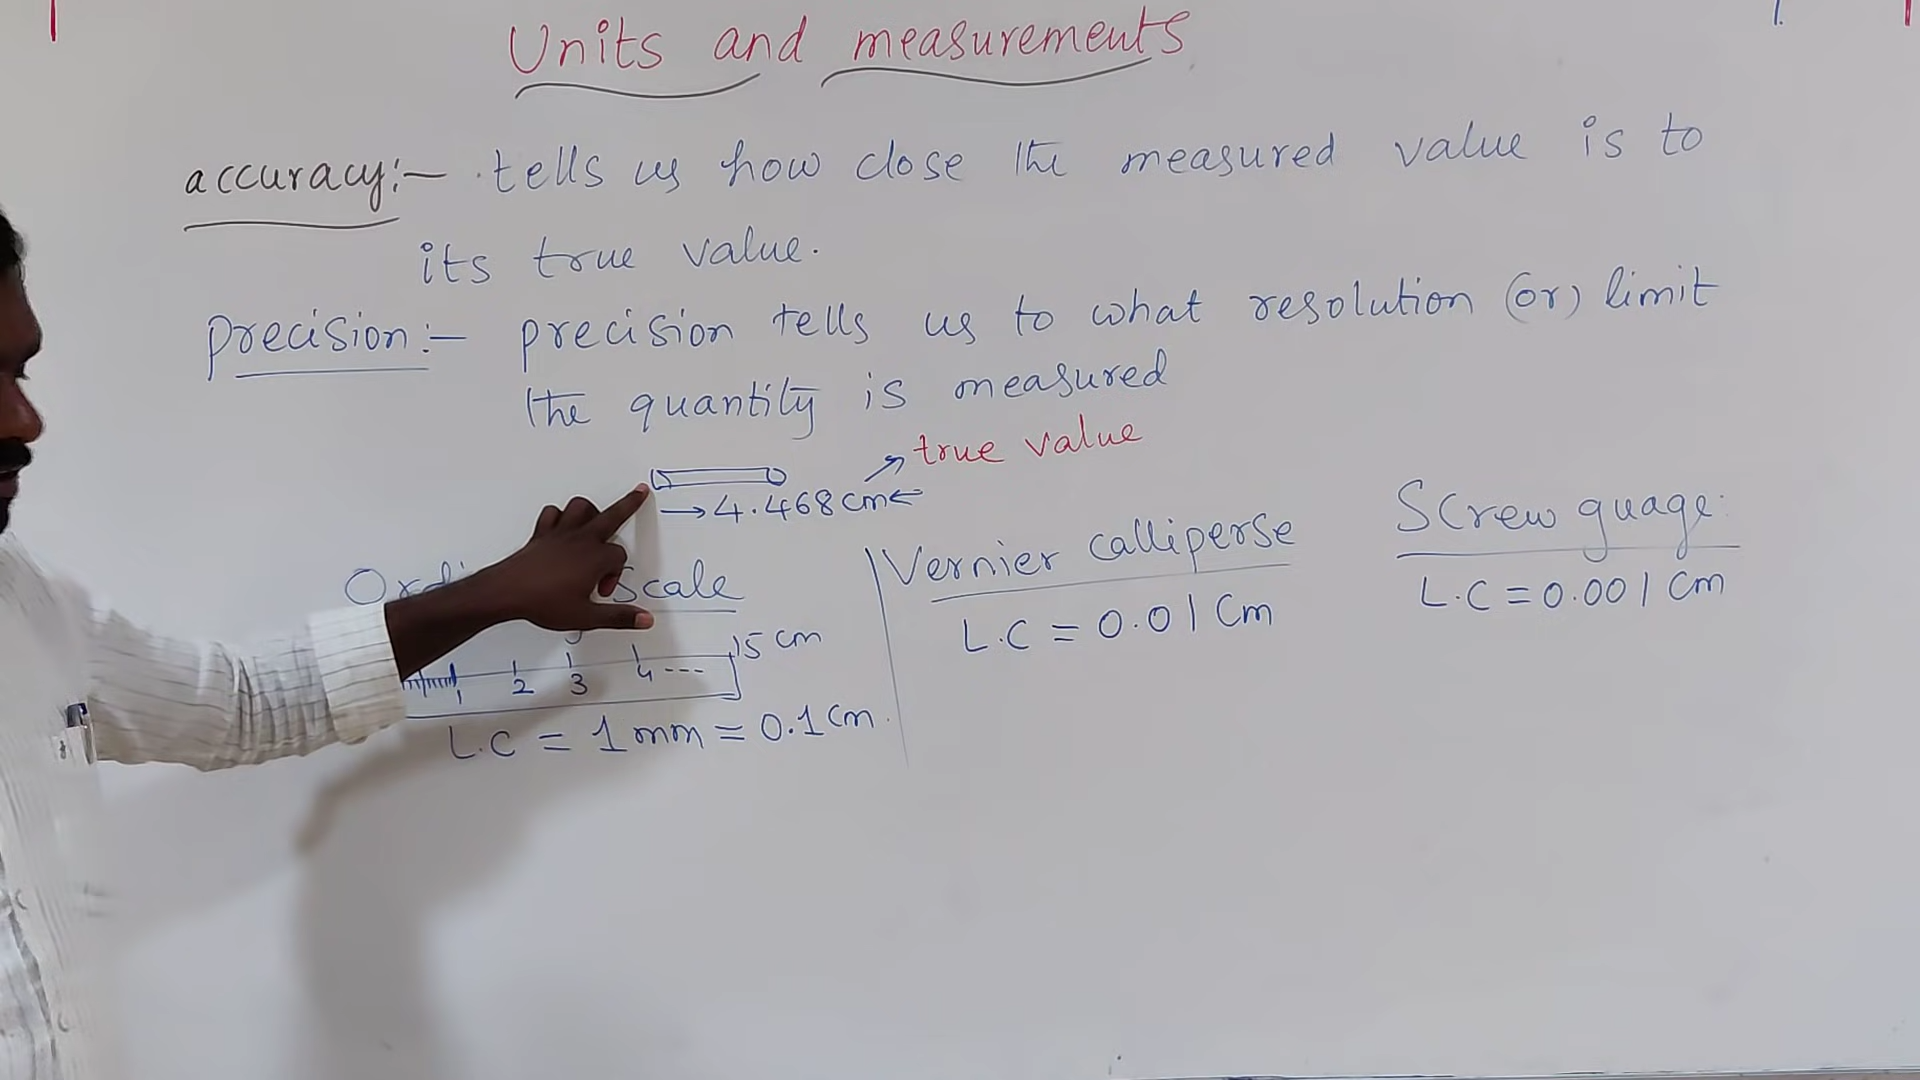 Units and measurements
accuracy:- tells us how close the measured value is to
its true value.
precision:- precision tells us to what resolution (or) limit
the quantity is measured
true value
→ 4.468 cm ←
Scale
Vernier calliperse
Screw guage:
L.C = 0.01 Cm
L.C = 0.001 Cm
15 cm
1 2 3 4 ---
L.C = 1 mm = 0.1 Cm.